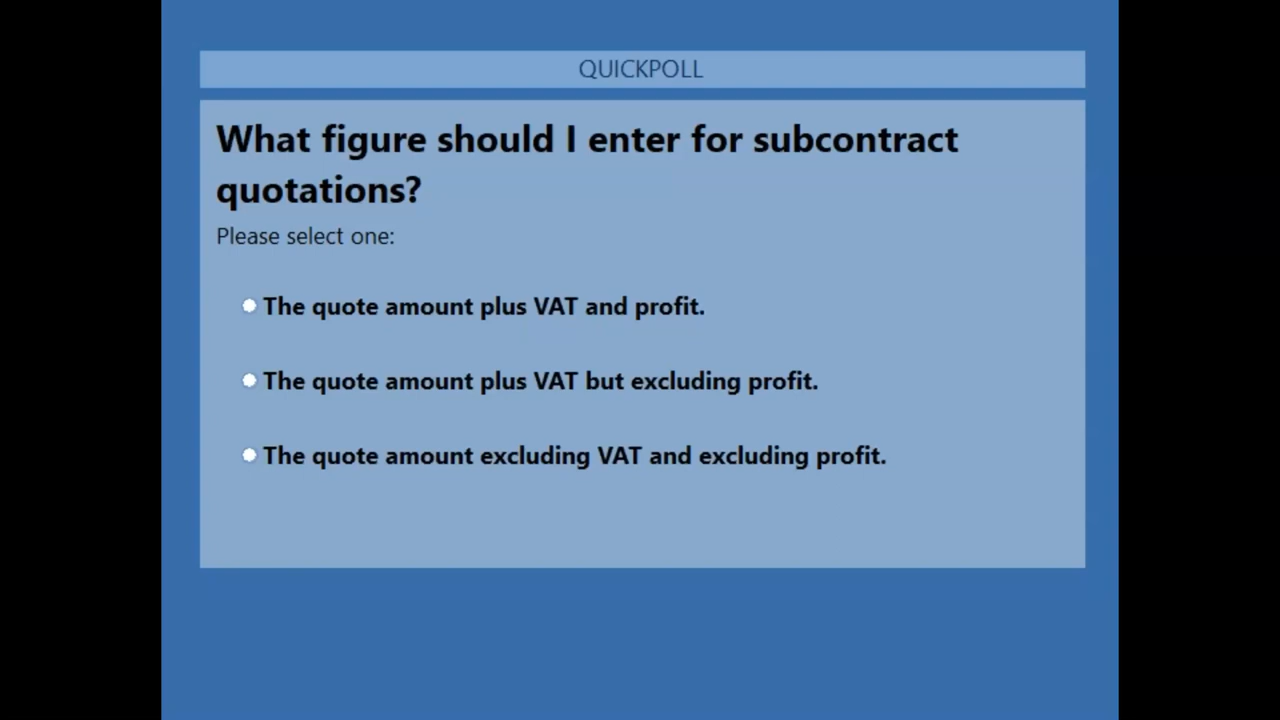 QUICKPOLL
What figure should I enter for subcontract
quotations?
Please select one:
The quote amount plus VAT and profit.
The quote amount plus VAT but excluding profit.
The quote amount excluding VAT and excluding profit.